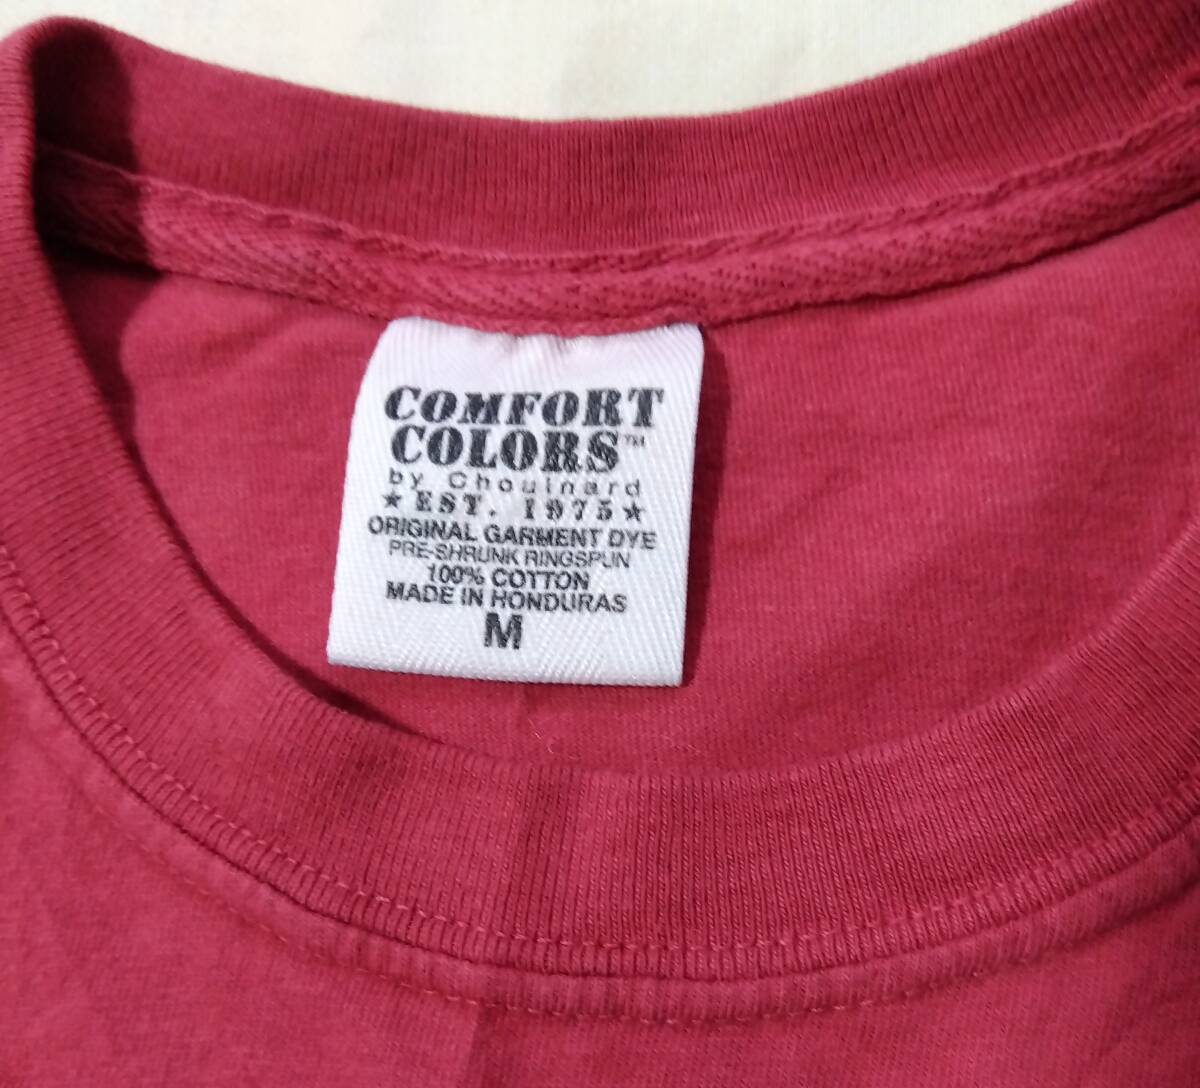 COMFORT
COLORS™
by Chouinard
★ EST. 1975 ★
ORIGINAL GARMENT DYE
PRE-SHRUNK RINGSPUN
100% COTTON
MADE IN HONDURAS
M